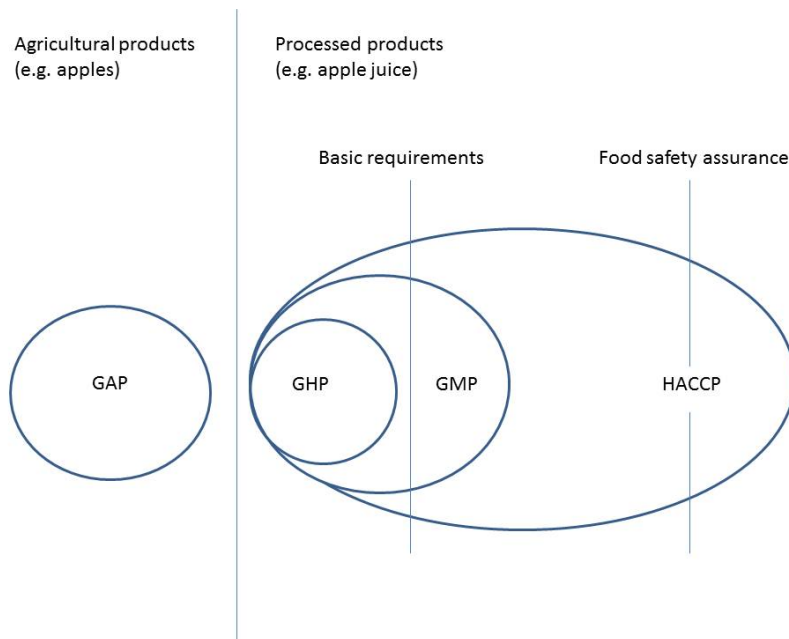 Agricultural products
(e.g. apples)
Processed products
(e.g. apple juice)
Basic requirements
Food safety assurance
GAP
GHP
GMP
HACCP